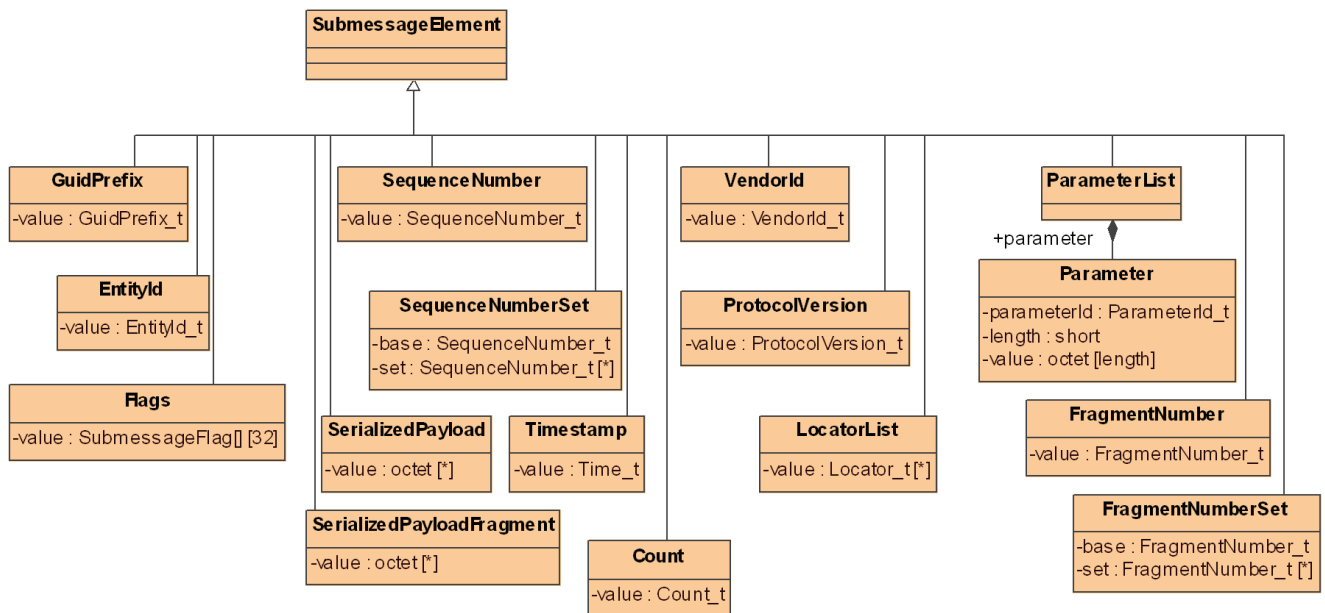 SubmessageElement
GuidPrefix
-value : GuidPrefix_t
SequenceNumber
-value : SequenceNumber_t
VendorId
-value : VendorId_t
ParameterList
+parameter
EntityId
-value : EntityId_t
SequenceNumberSet
-base : SequenceNumber_t
-set : SequenceNumber_t [*]
ProtocolVersion
-value : ProtocolVersion_t
Parameter
-parameterId : ParameterId_t
-length : short
-value : octet [length]
Flags
-value : SubmessageFlag[] [32]
SerializedPayload
-value : octet [*]
Timestamp
-value : Time_t
LocatorList
-value : Locator_t [*]
FragmentNumber
-value : FragmentNumber_t
SerializedPayloadFragment
-value : octet [*]
Count
-value : Count_t
FragmentNumberSet
-base : FragmentNumber_t
-set : FragmentNumber_t [*]